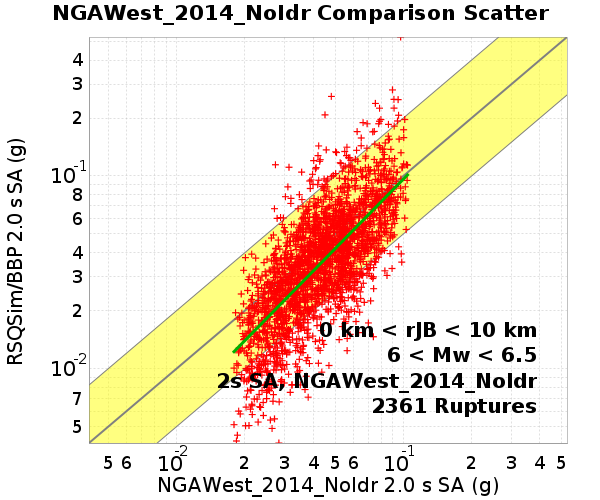 NGAWest_2014_NoIdr Comparison Scatter
RSQSim/BBP 2.0 s SA (g)
4
3
2
10-1
8
6
4
3
2
10-2
7
5
0 km < rJB < 10 km
6 < Mw < 6.5
2s SA, NGAWest_2014_NoIdr
2361 Ruptures
5 6 10-2 2 3 4 5 6 10-1 2 3 4 5
NGAWest_2014_NoIdr 2.0 s SA (g)